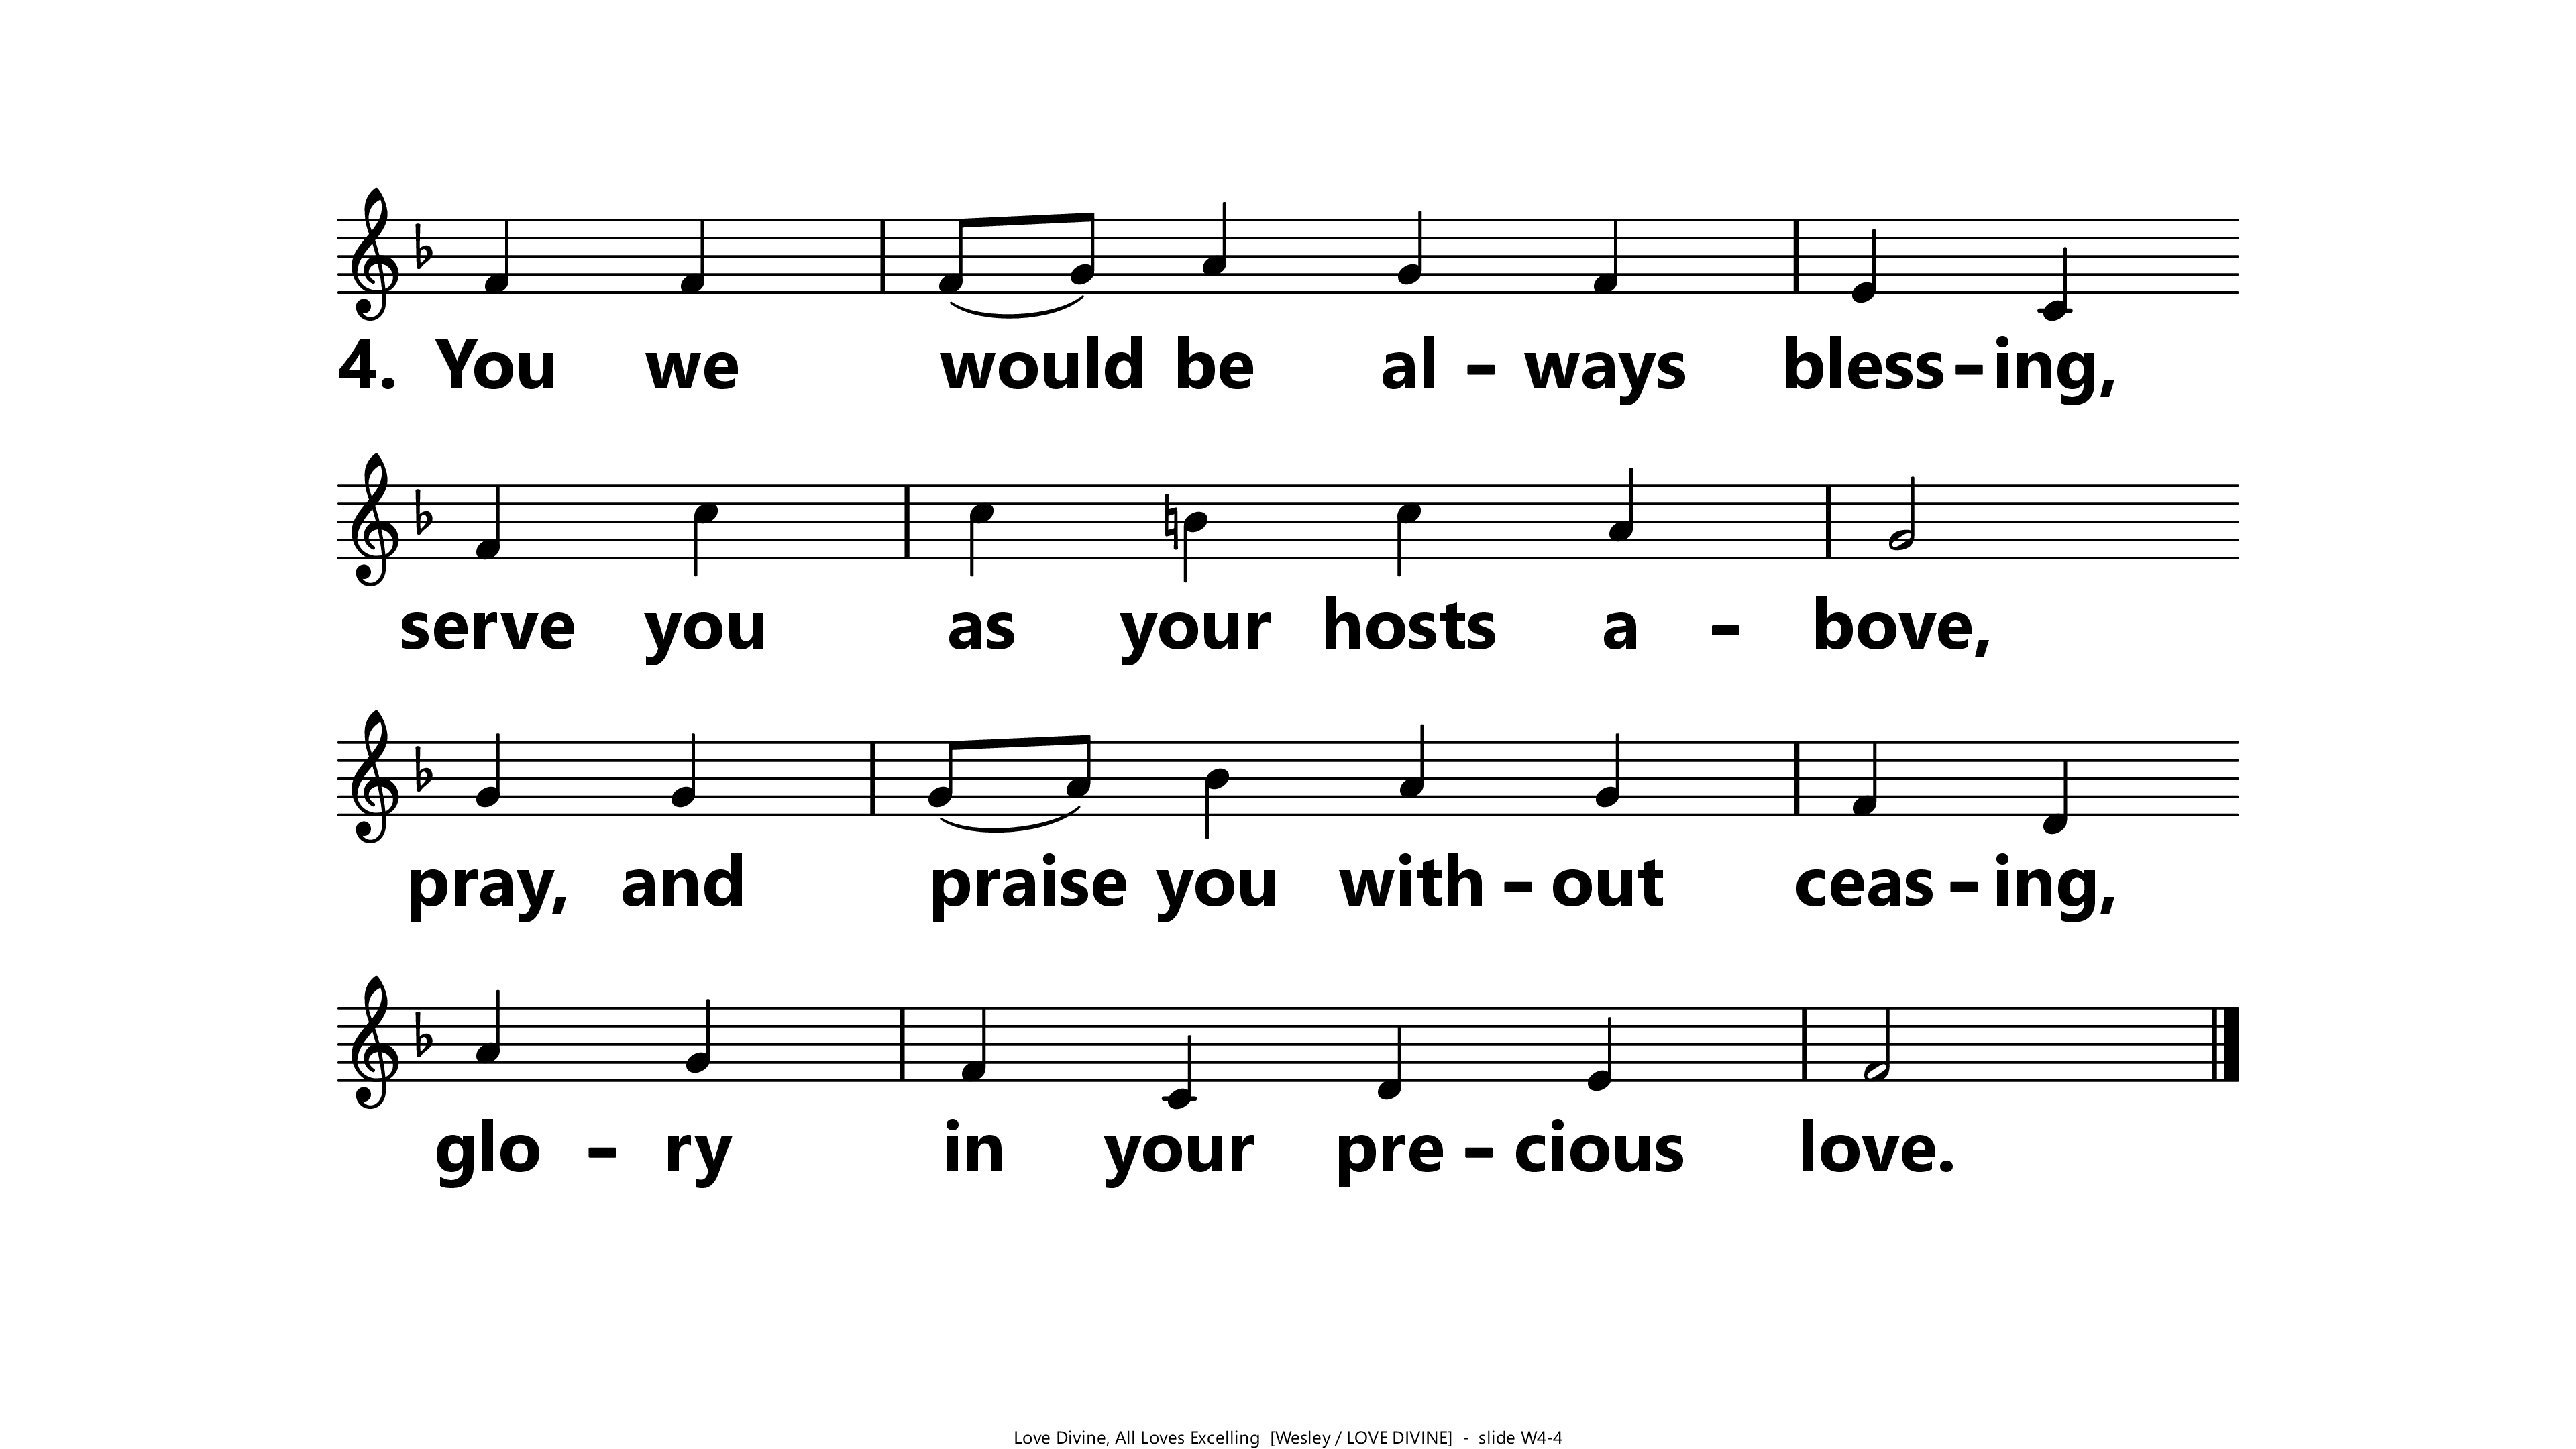 4. You we would be al - ways bless - ing,
serve you as your hosts a - bove,
pray, and praise you with - out ceas - ing,
glo - ry in your pre - cious love.
Love Divine, All Loves Excelling [Wesley / LOVE DIVINE] - slide W4-4